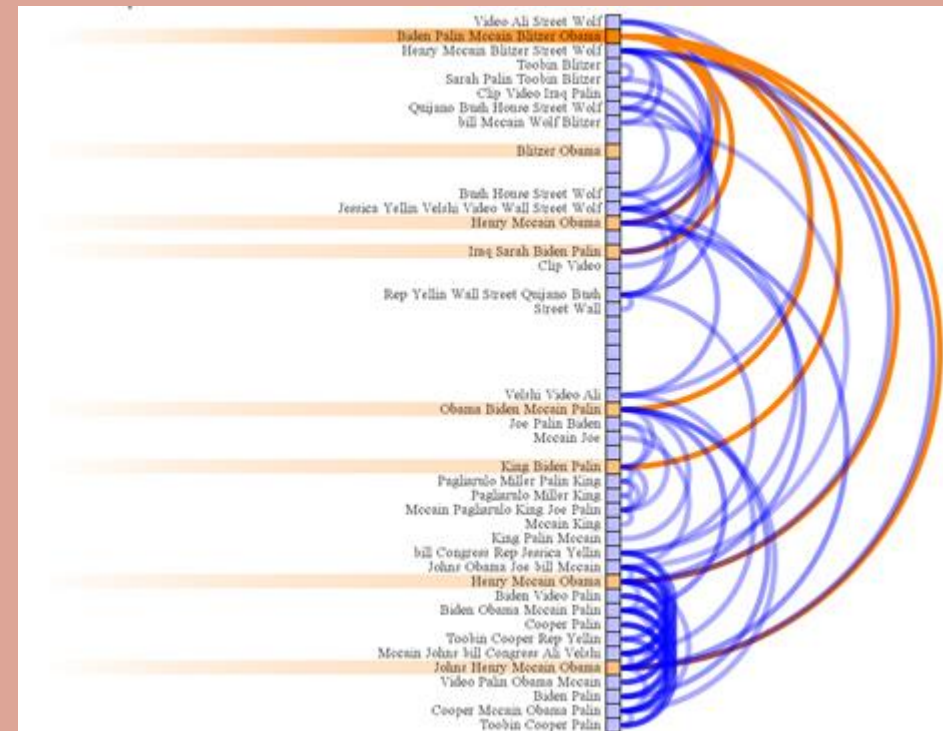 Video Ali Street Wolf
Biden Palin Mccain Blitzer Obama
Henry Mccain Blitzer Street Wolf
Toobin Blitzer
Sarah Palin Toobin Blitzer
Clip Video Iraq Palin
Quijano Bush House Street Wolf
bill Mccain Wolf Blitzer
Blitzer Obama
Bush House Street Wolf
Jessica Yellin Velshi Video Wall Street Wolf
Henry Mccain Obama
Iraq Sarah Biden Palin
Clip Video
Rep Yellin Wall Street Quijano Bush
Street Wall
Velshi Video Ali
Obama Biden Mccain Palin
Joe Palin Biden
Mccain Joe
King Biden Palin
Pagliarulo Miller Palin King
Pagliarulo Miller King
Mccain Pagliarulo King Joe Palin
Mccain King
King Palin Mccain
bill Congress Rep Jessica Yellin
Johns Obama Joe bill Mccain
Henry Mccain Obama
Biden Video Palin
Biden Obama Mccain Palin
Cooper Palin
Toobin Cooper Rep Yellin
Mccain Johns bill Congress Ali Velshi
Johns Henry Mccain Obama
Video Palin Obama Mccain
Biden Palin
Cooper Mccain Obama Palin
Toobin Cooper Palin